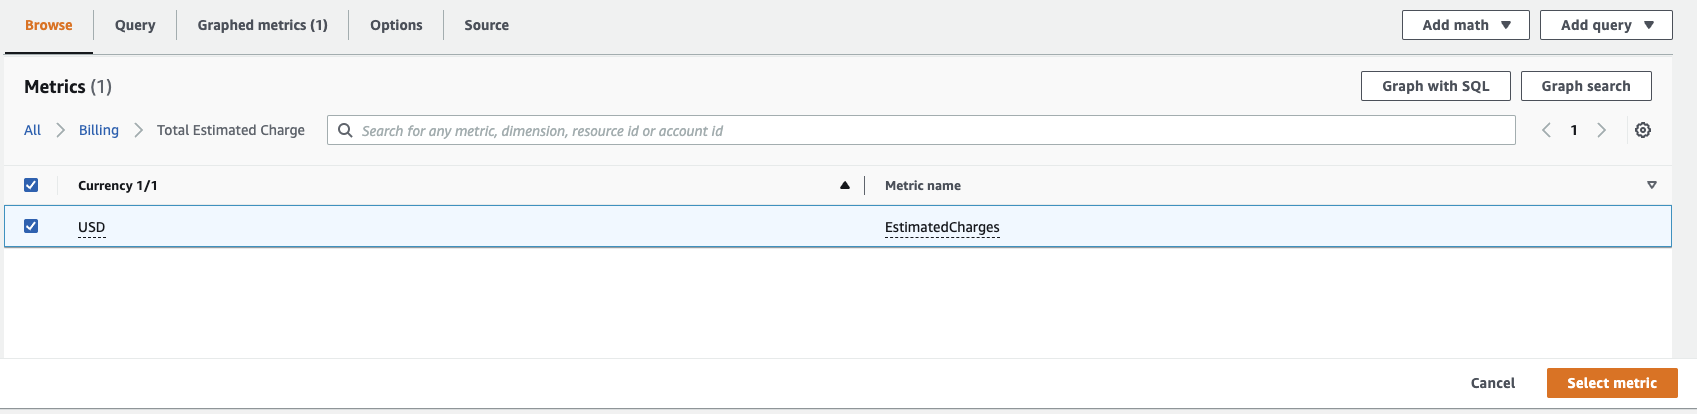 Browse Query Graphed metrics (1) Options Source Add math Add query
Metrics (1) Graph with SQL Graph search
All Billing Total Estimated Charge Search for any metric, dimension, resource id or account id 1
Currency 1/1 Metric name
USD EstimatedCharges
Cancel Select metric